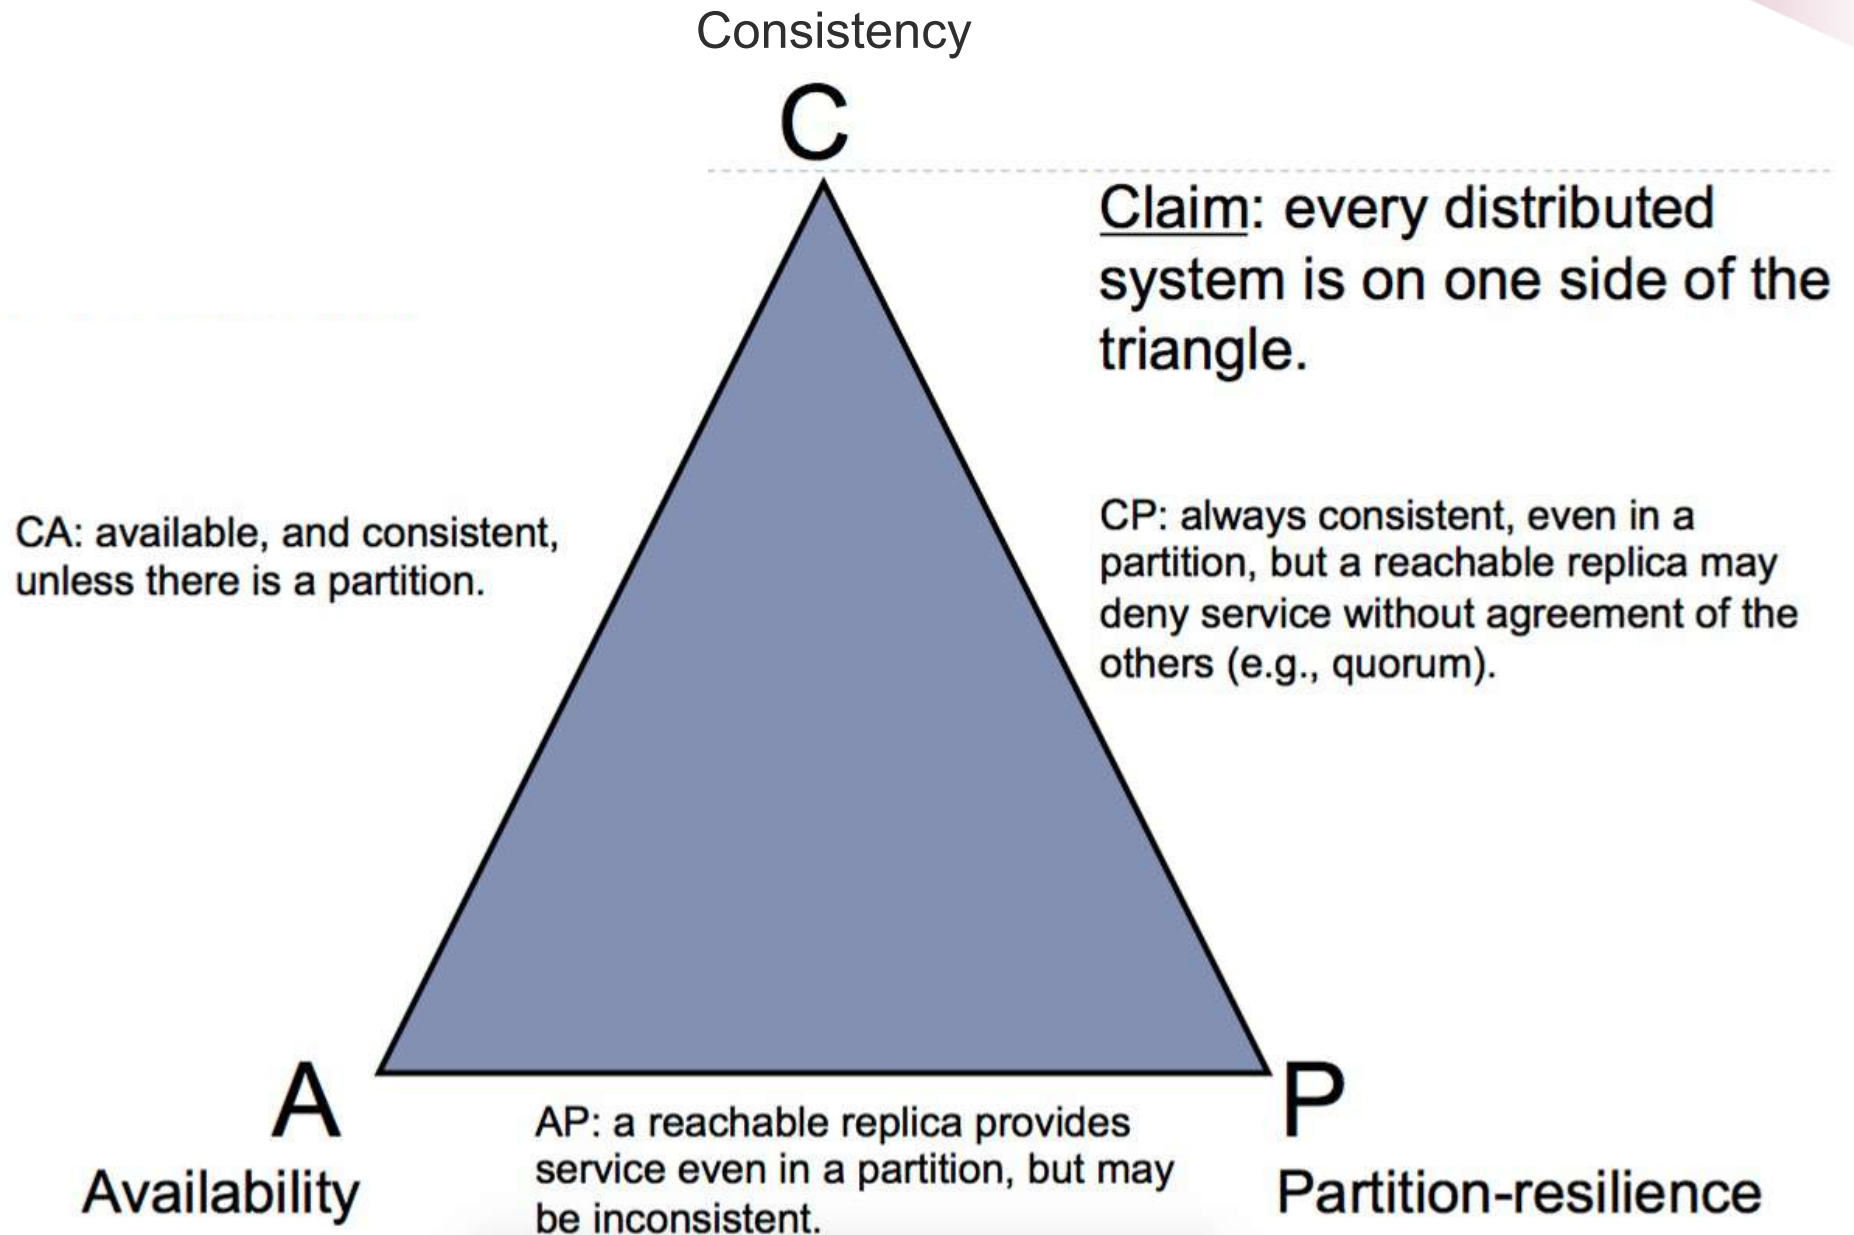 Consistency
C
Claim: every distributed
system is on one side of the
triangle.
CA: available, and consistent,
unless there is a partition.
CP: always consistent, even in a
partition, but a reachable replica may
deny service without agreement of the
others (e.g., quorum).
A
Availability
AP: a reachable replica provides
service even in a partition, but may
be inconsistent.
P
Partition-resilience